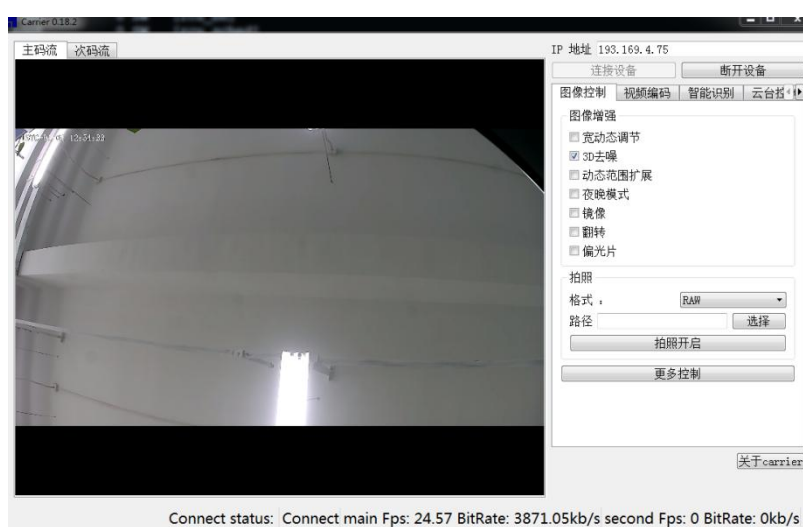 Carrier 0.18.2
主码流 次码流
IP 地址 193.169.4.75
连接设备 断开设备
图像控制 视频编码 智能识别 云台
图像增强
宽动态调节
3D去噪
动态范围扩展
夜晚模式
镜像
翻转
偏光片
拍照
格式：
RAW
路径
选择
拍照开启
更多控制
关于carrier
Connect status: Connect main Fps: 24.57 BitRate: 3871.05kb/s second Fps: 0 BitRate: 0kb/s